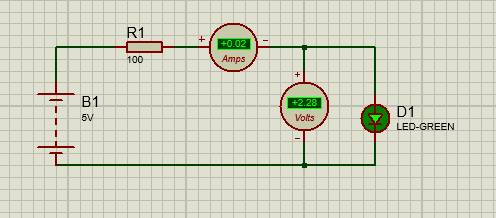 R1
100
+ +0.02 −
Amps
B1
5V
+
+2.28
Volts
−
D1
LED-GREEN